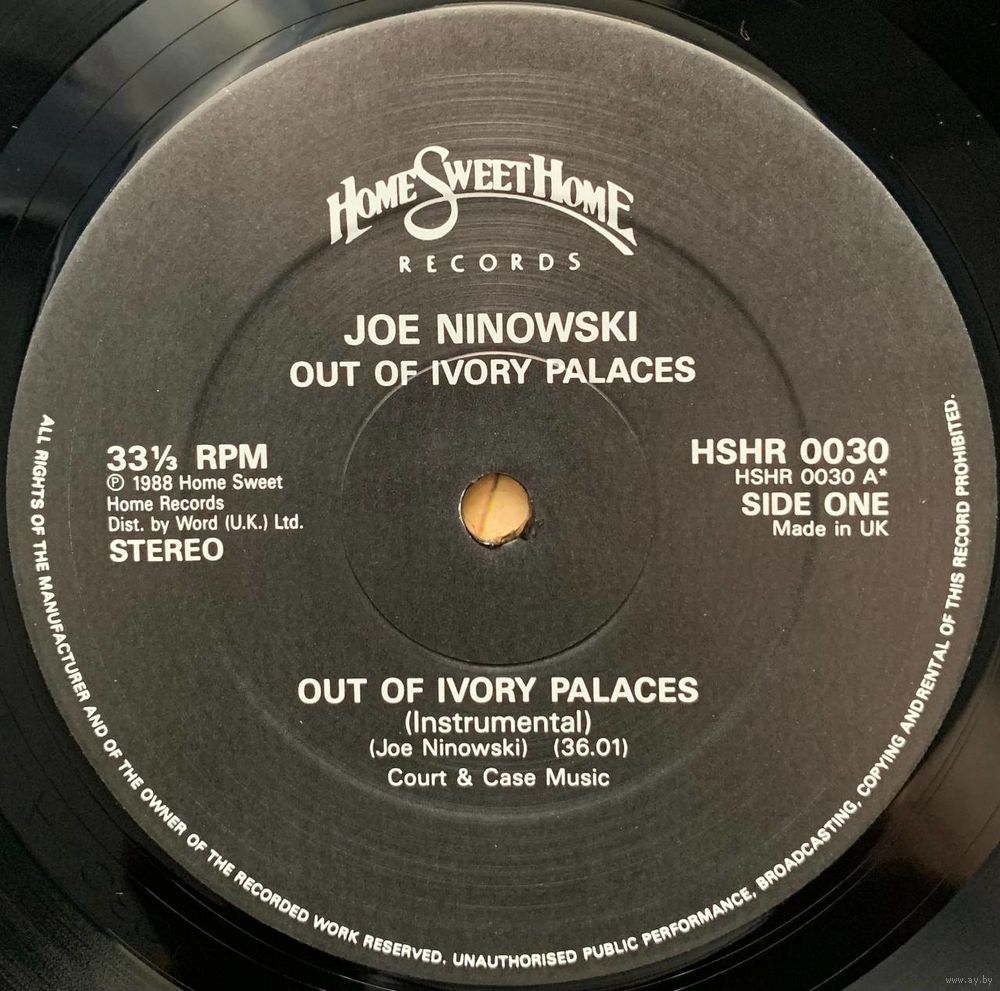 HOME SWEET HOME
RECORDS
JOE NINOWSKI
OUT OF IVORY PALACES
33⅓ RPM
℗ 1988 Home Sweet
Home Records
Dist. by Word (U.K.) Ltd.
STEREO
HSHR 0030
HSHR 0030 A*
SIDE ONE
Made in UK
OUT OF IVORY PALACES
(Instrumental)
(Joe Ninowski) (36.01)
Court & Case Music
ALL RIGHTS OF THE MANUFACTURER AND OF THE OWNER OF THE RECORDED WORK RESERVED. UNAUTHORISED PUBLIC PERFORMANCE, BROADCASTING, COPYING AND RENTAL OF THIS RECORD PROHIBITED.
www.ay.by